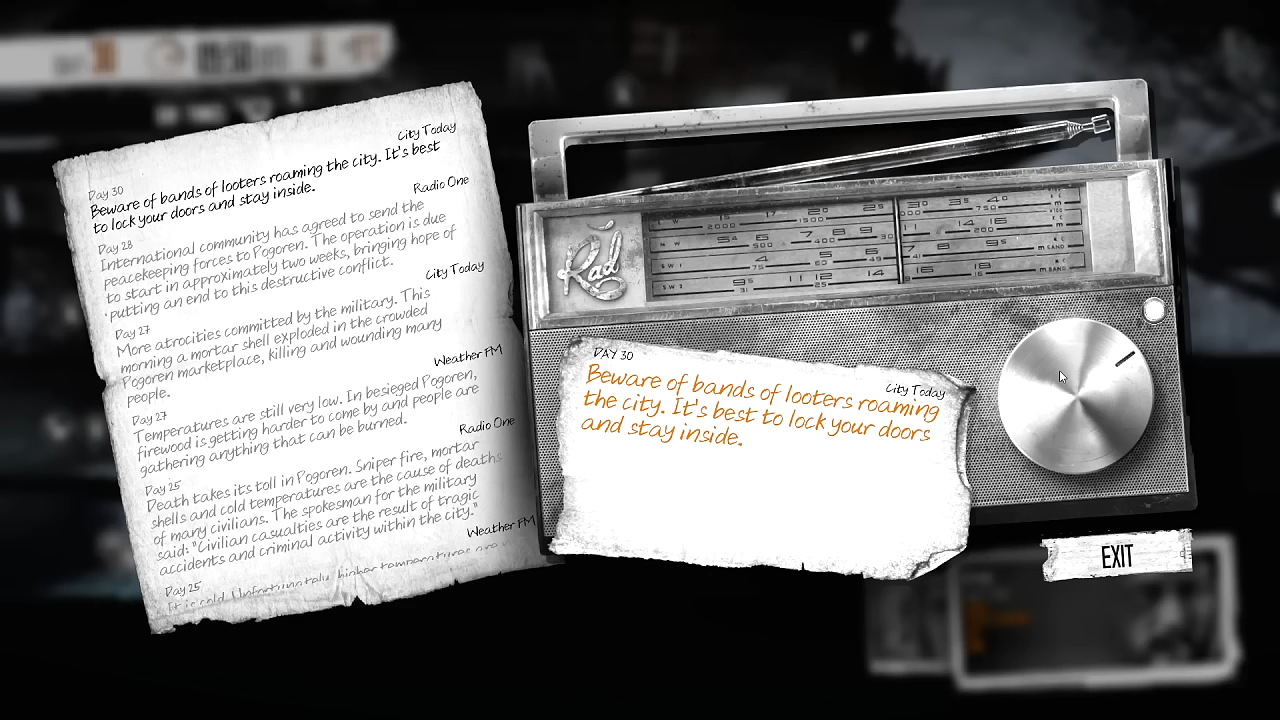 City Today
Day 30
Beware of bands of looters roaming the city. It's best
to lock your doors and stay inside.
Radio One
Day 28
International community has agreed to send the
peacekeeping forces to Pogoren. The operation is due
to start in approximately two weeks, bringing hope of
putting an end to this destructive conflict.
City Today
Day 27
More atrocities committed by the military. This
morning a mortar shell exploded in the crowded
Pogoren marketplace, killing and wounding many
people.
Weather FM
Day 27
Temperatures are still very low. In besieged Pogoren,
firewood is getting harder to come by and people are
gathering anything that can be burned.
Radio One
Day 25
Death takes its toll in Pogoren. Sniper fire, mortar
shells and cold temperatures are the cause of deaths
of many civilians. The spokesman for the military
said: "Civilian casualties are the result of tragic
accidents and criminal activity within the city."
Weather FM
Day 25
It is cold. Unfortunately, higher temperatures are
Rad
DAY 30
City Today
Beware of bands of looters roaming
the city. It's best to lock your doors
and stay inside.
EXIT